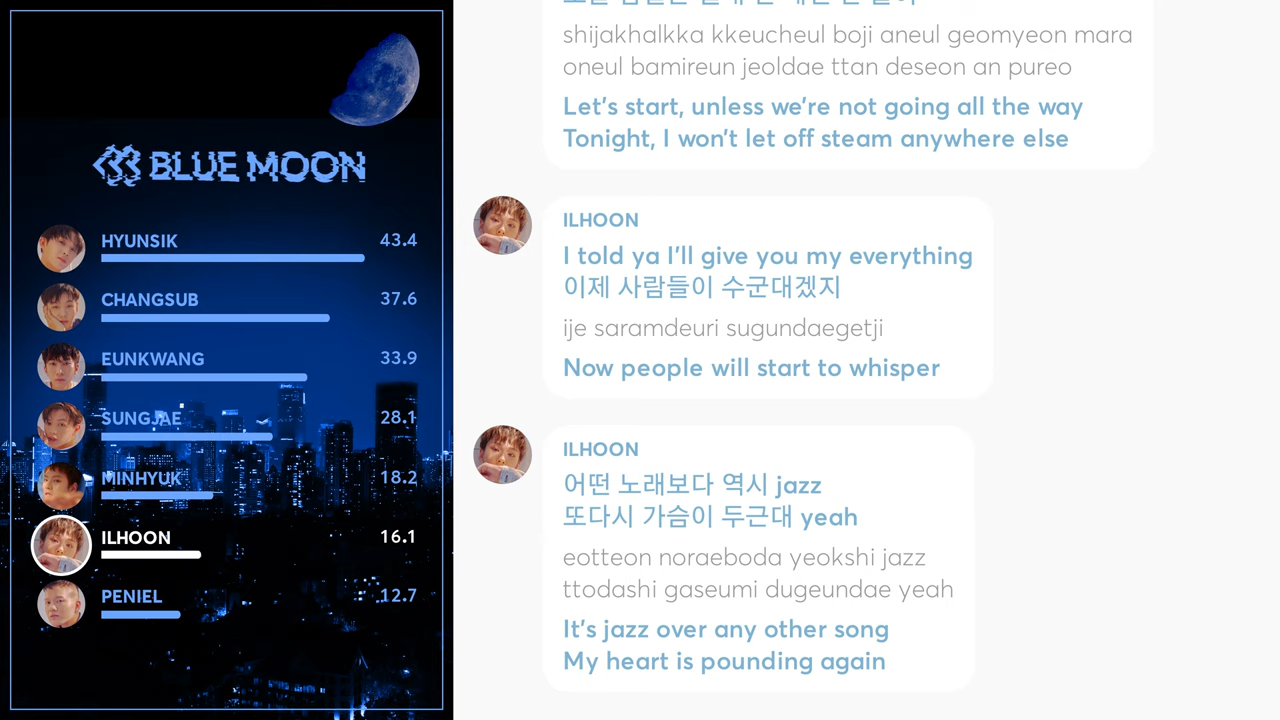 BLUE MOON
HYUNSIK 43.4
CHANGSUB 37.6
EUNKWANG 33.9
SUNGJAE 28.1
MINHYUK 18.2
ILHOON 16.1
PENIEL 12.7
shijakhalkka kkeucheul boji aneul geomyeon mara
oneul bamireun jeoldae ttan deseon an pureo
Let's start, unless we're not going all the way
Tonight, I won't let off steam anywhere else
ILHOON
I told ya I'll give you my everything
이제 사람들이 수군대겠지
ije saramdeuri sugundaegetji
Now people will start to whisper
ILHOON
어떤 노래보다 역시 jazz
또다시 가슴이 두근대 yeah
eotteon noraeboda yeokshi jazz
ttodashi gaseumi dugeundae yeah
It's jazz over any other song
My heart is pounding again